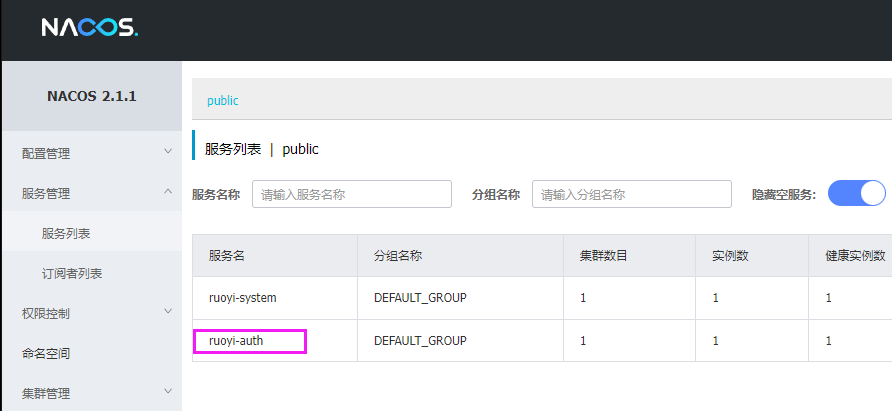 NACOS.
NACOS 2.1.1
public
配置管理
服务列表 | public
服务管理
服务名称 请输入服务名称 分组名称 请输入分组名称 隐藏空服务:
服务列表
服务名 分组名称 集群数目 实例数 健康实例数
订阅者列表
ruoyi-system DEFAULT_GROUP 1 1 1
权限控制
ruoyi-auth DEFAULT_GROUP 1 1 1
命名空间
集群管理